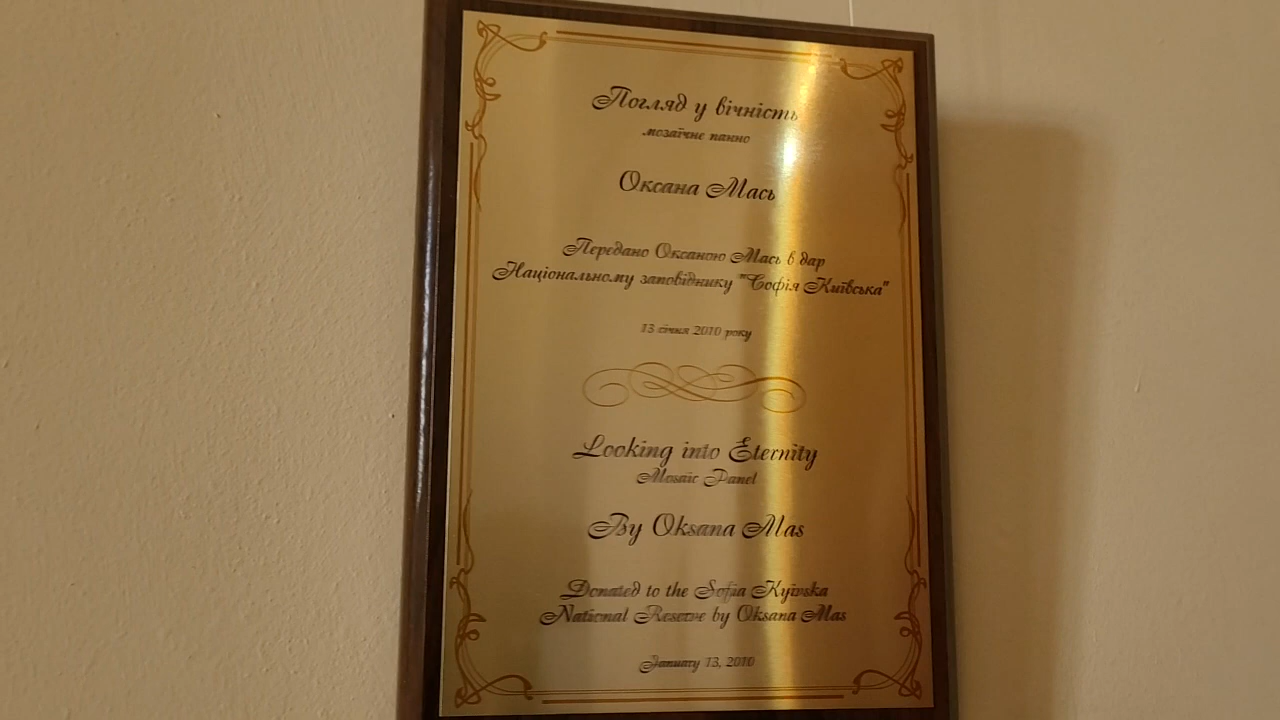 Погляд у вічність
мозаїчне панно
Оксана Мась
Передано Оксаною Мась в дар
Національному заповіднику "Софія Київська"
13 січня 2010 року
Looking into Eternity
Mosaic Panel
By Oksana Mas
Donated to the Sofia Kyivska
National Reserve by Oksana Mas
January 13, 2010